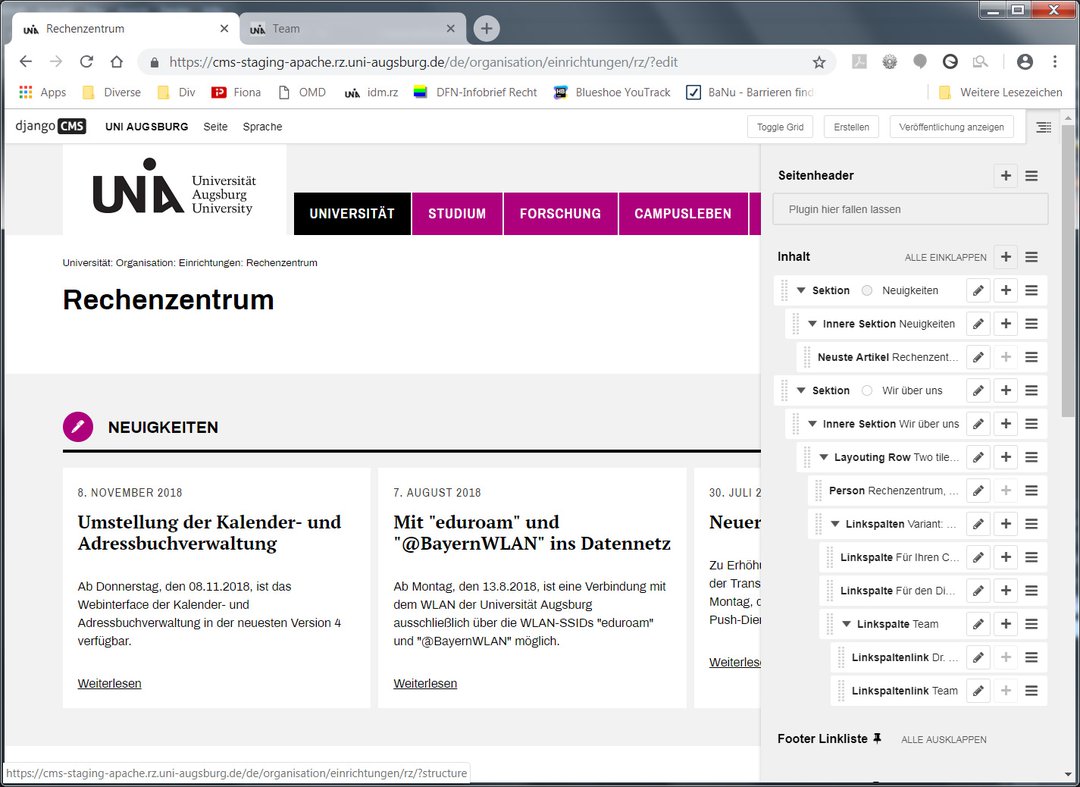 Rechenzentrum
Team
https://cms-staging-apache.rz.uni-augsburg.de/de/organisation/einrichtungen/rz/?edit
Apps
Diverse
Div
Fiona
OMD
idm.rz
DFN-Infobrief Recht
Blueshoe YouTrack
BaNu - Barrieren find
Weitere Lesezeichen
django CMS
UNI AUGSBURG
Seite
Sprache
Toggle Grid
Erstellen
Veröffentlichung anzeigen
UNIA
Universität
Augsburg
University
UNIVERSITÄT
STUDIUM
FORSCHUNG
CAMPUSLEBEN
Universität: Organisation: Einrichtungen: Rechenzentrum
Rechenzentrum
NEUIGKEITEN
8. NOVEMBER 2018
Umstellung der Kalender- und
Adressbuchverwaltung
Ab Donnerstag, den 08.11.2018, ist das
Webinterface der Kalender- und
Adressbuchverwaltung in der neuesten Version 4
verfügbar.
Weiterlesen
7. AUGUST 2018
Mit "eduroam" und
"@BayernWLAN" ins Datennetz
Ab Montag, den 13.8.2018, ist eine Verbindung mit
dem WLAN der Universität Augsburg
ausschließlich über die WLAN-SSIDs "eduroam"
und "@BayernWLAN" möglich.
Weiterlesen
30. JULI 2
Neuer
Zu Erhöhu
der Trans
Montag, d
Push-Dien
Weiterlese
Seitenheader
Plugin hier fallen lassen
Inhalt
ALLE EINKLAPPEN
Sektion Neuigkeiten
Innere Sektion Neuigkeiten
Neuste Artikel Rechenzent...
Sektion Wir über uns
Innere Sektion Wir über uns
Layouting Row Two tile...
Person Rechenzentrum, ...
Linkspalten Variant: ...
Linkspalte Für Ihren C...
Linkspalte Für den Di...
Linkspalte Team
Linkspaltenlink Dr. ...
Linkspaltenlink Team
Footer Linkliste
ALLE AUSKLAPPEN
https://cms-staging-apache.rz.uni-augsburg.de/de/organisation/einrichtungen/rz/?structure